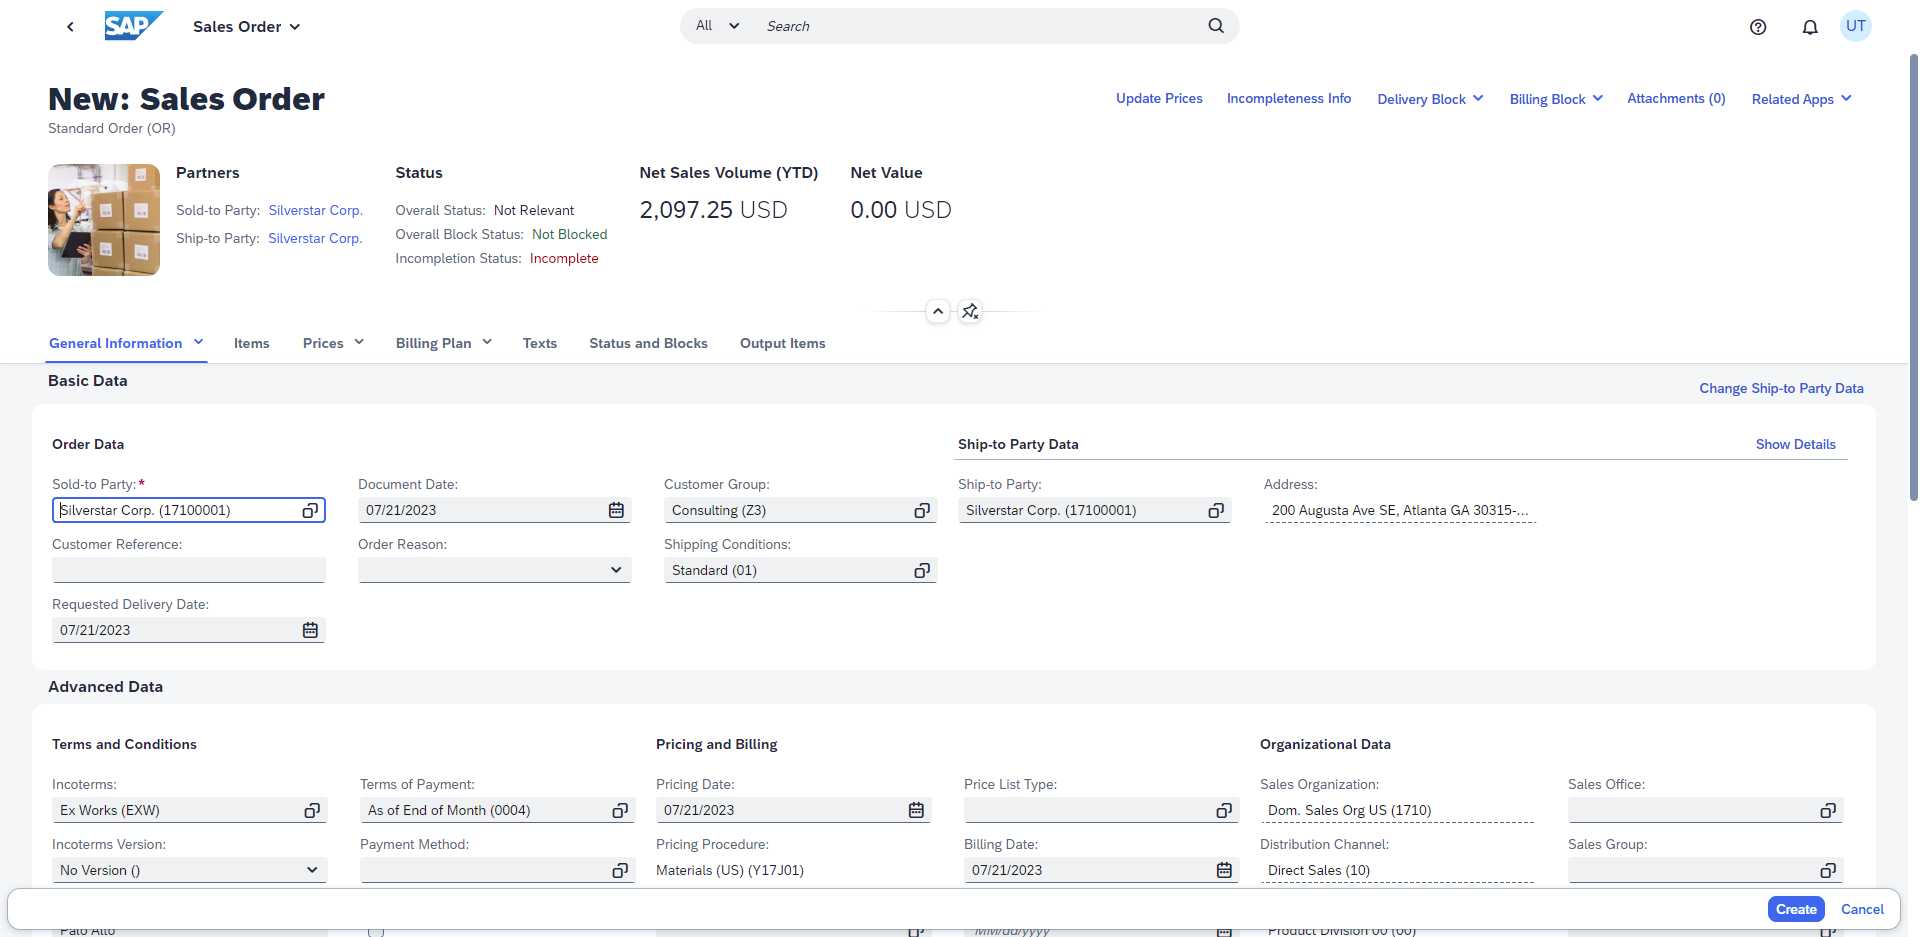 SAP
Sales Order
All
Search
UT
New: Sales Order
Standard Order (OR)
Update Prices
Incompleteness Info
Delivery Block
Billing Block
Attachments (0)
Related Apps
Partners
Sold-to Party: Silverstar Corp.
Ship-to Party: Silverstar Corp.
Status
Overall Status: Not Relevant
Overall Block Status: Not Blocked
Incompletion Status: Incomplete
Net Sales Volume (YTD)
2,097.25 USD
Net Value
0.00 USD
General Information
Items
Prices
Billing Plan
Texts
Status and Blocks
Output Items
Basic Data
Change Ship-to Party Data
Order Data
Sold-to Party:*
Silverstar Corp. (17100001)
Customer Reference:
Requested Delivery Date:
07/21/2023
Document Date:
07/21/2023
Order Reason:
Customer Group:
Consulting (Z3)
Shipping Conditions:
Standard (01)
Ship-to Party Data
Show Details
Ship-to Party:
Silverstar Corp. (17100001)
Address:
200 Augusta Ave SE, Atlanta GA 30315-...
Advanced Data
Terms and Conditions
Incoterms:
Ex Works (EXW)
Incoterms Version:
No Version ()
Palo Alto
Terms of Payment:
As of End of Month (0004)
Payment Method:
Pricing and Billing
Pricing Date:
07/21/2023
Pricing Procedure:
Materials (US) (Y17J01)
Price List Type:
Billing Date:
07/21/2023
MM/dd/yyyy
Organizational Data
Sales Organization:
Dom. Sales Org US (1710)
Distribution Channel:
Direct Sales (10)
Product Division 00 (00)
Sales Office:
Sales Group:
Create
Cancel